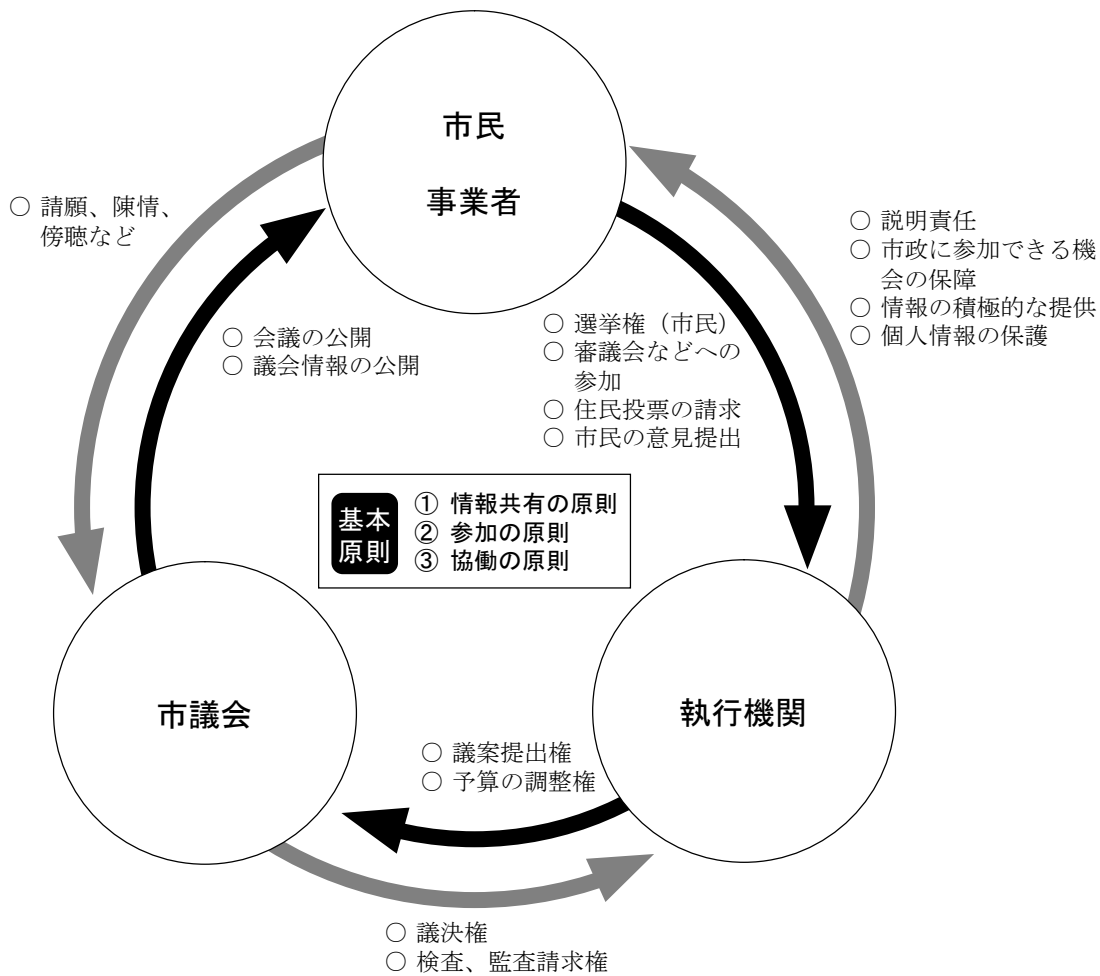 市民
事業者
○ 請願、陳情、
傍聴など
○ 説明責任
○ 市政に参加できる機
会の保障
○ 情報の積極的な提供
○ 個人情報の保護
○ 会議の公開
○ 議会情報の公開
○ 選挙権（市民）
○ 審議会などへの
参加
○ 住民投票の請求
○ 市民の意見提出
基本
原則
① 情報共有の原則
② 参加の原則
③ 協働の原則
市議会
執行機関
○ 議案提出権
○ 予算の調整権
○ 議決権
○ 検査、監査請求権